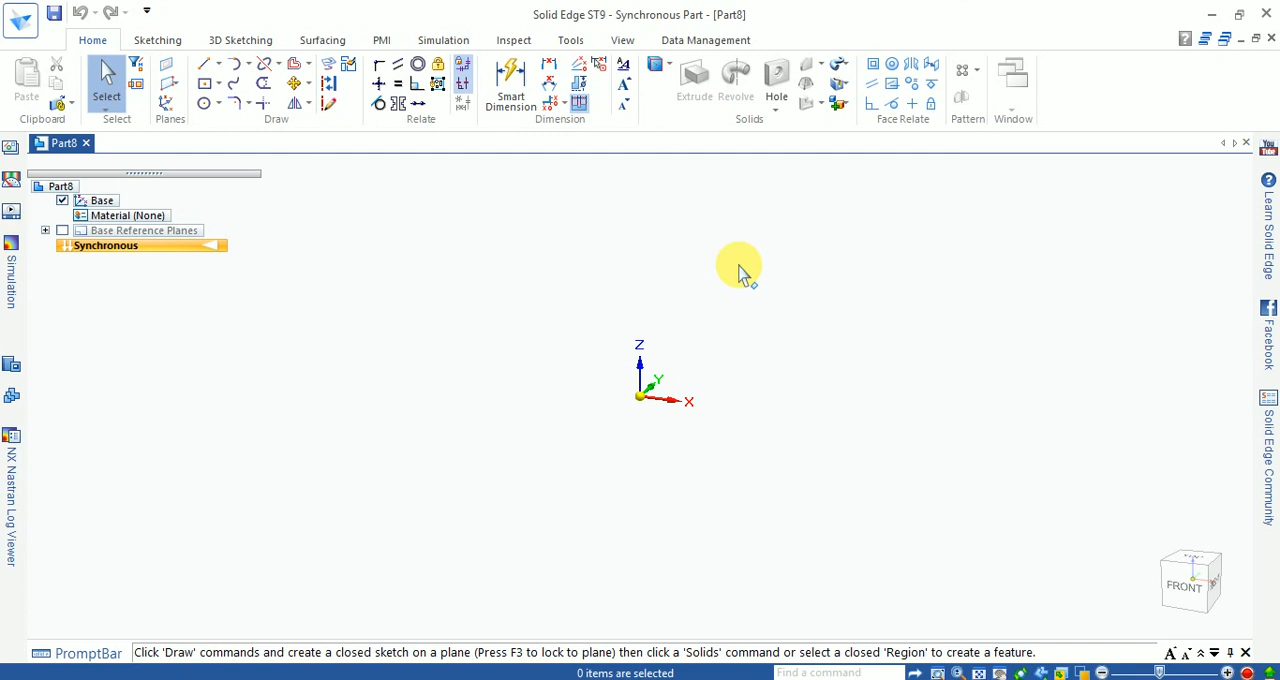 Solid Edge ST9 - Synchronous Part - [Part8]
Home Sketching 3D Sketching Surfacing PMI Simulation Inspect Tools View Data Management
Paste Select Smart Dimension Extrude Revolve Hole
Clipboard Select Planes Draw Relate Dimension Solids Face Relate Pattern Window
Part8
Part8
Base
Material (None)
Base Reference Planes
Synchronous
Simulation
NX Nastran Log Viewer
You Tube
Learn Solid Edge
Facebook
Solid Edge Community
Z
Y
X
FRONT
PromptBar
Click 'Draw' commands and create a closed sketch on a plane (Press F3 to lock to plane) then click a 'Solids' command or select a closed 'Region' to create a feature.
0 items are selected
Find a command